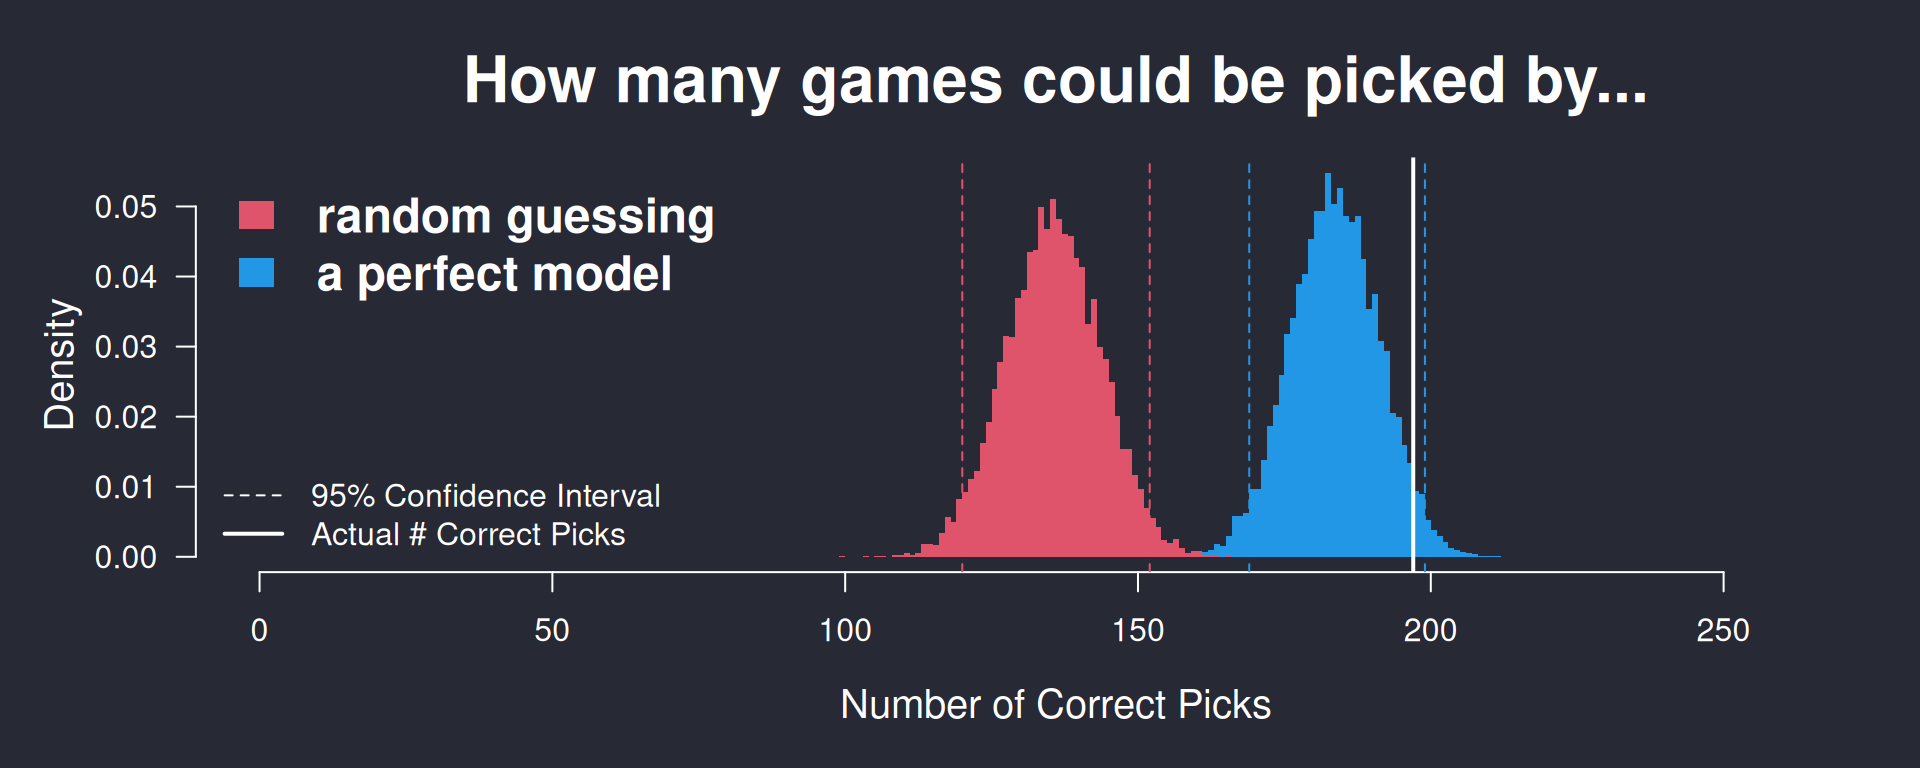 How many games could be picked by...
random guessing
a perfect model
95% Confidence Interval
Actual # Correct Picks
Density
0.05
0.04
0.03
0.02
0.01
0.00
0 50 100 150 200 250
Number of Correct Picks